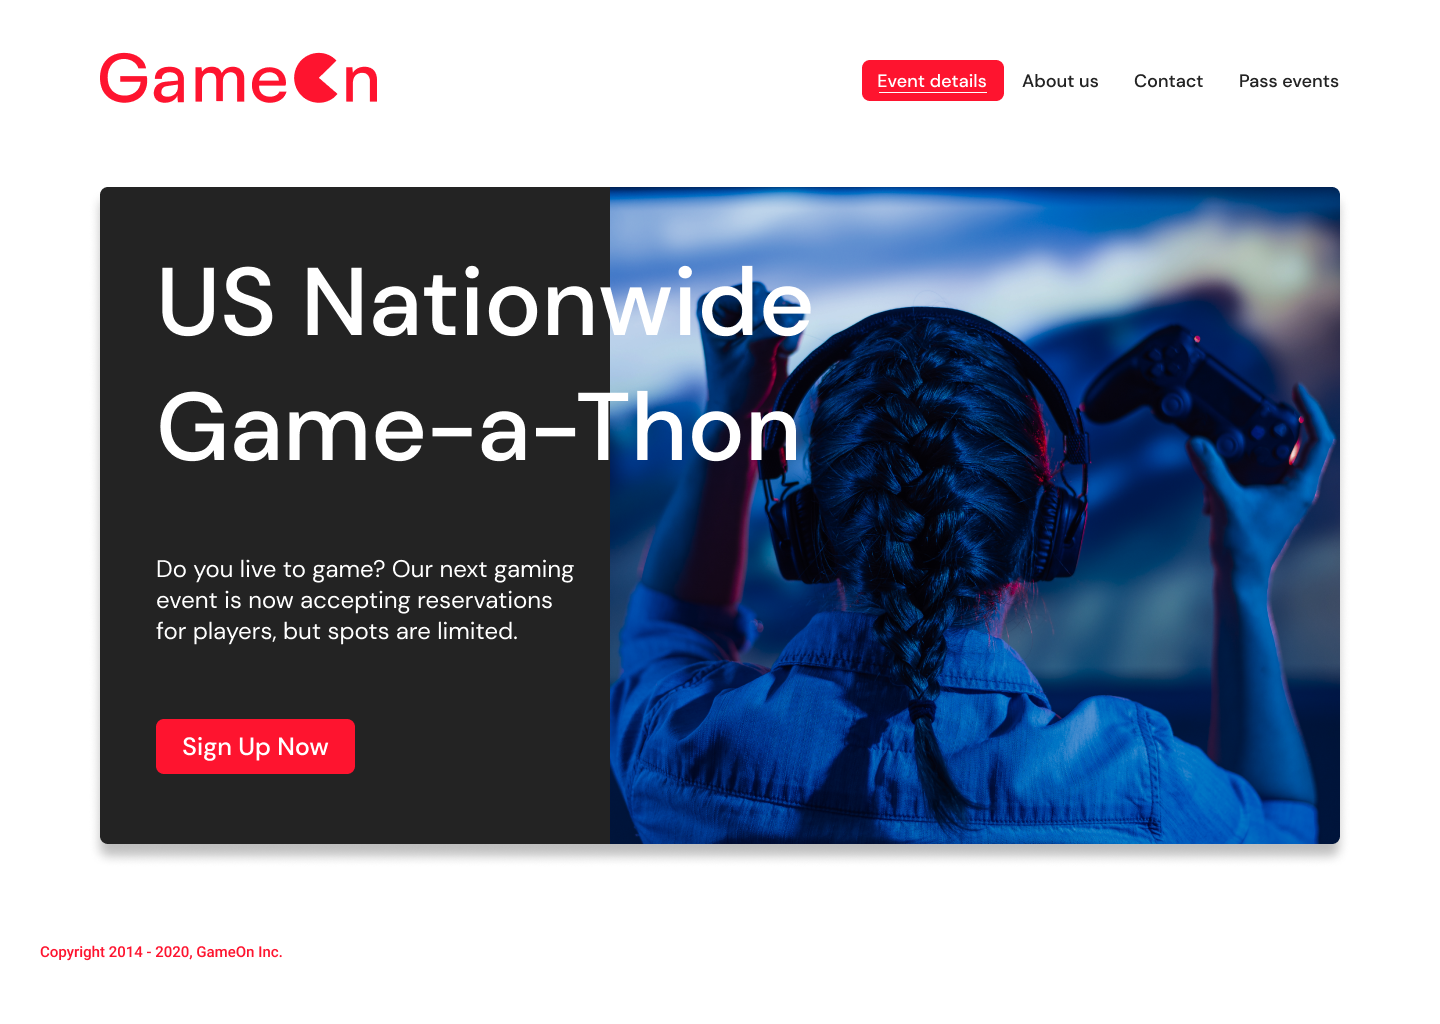 GameOn
Event details About us Contact Pass events
US Nationwide
Game-a-Thon
Do you live to game? Our next gaming
event is now accepting reservations
for players, but spots are limited.
Sign Up Now
Copyright 2014 - 2020, GameOn Inc.